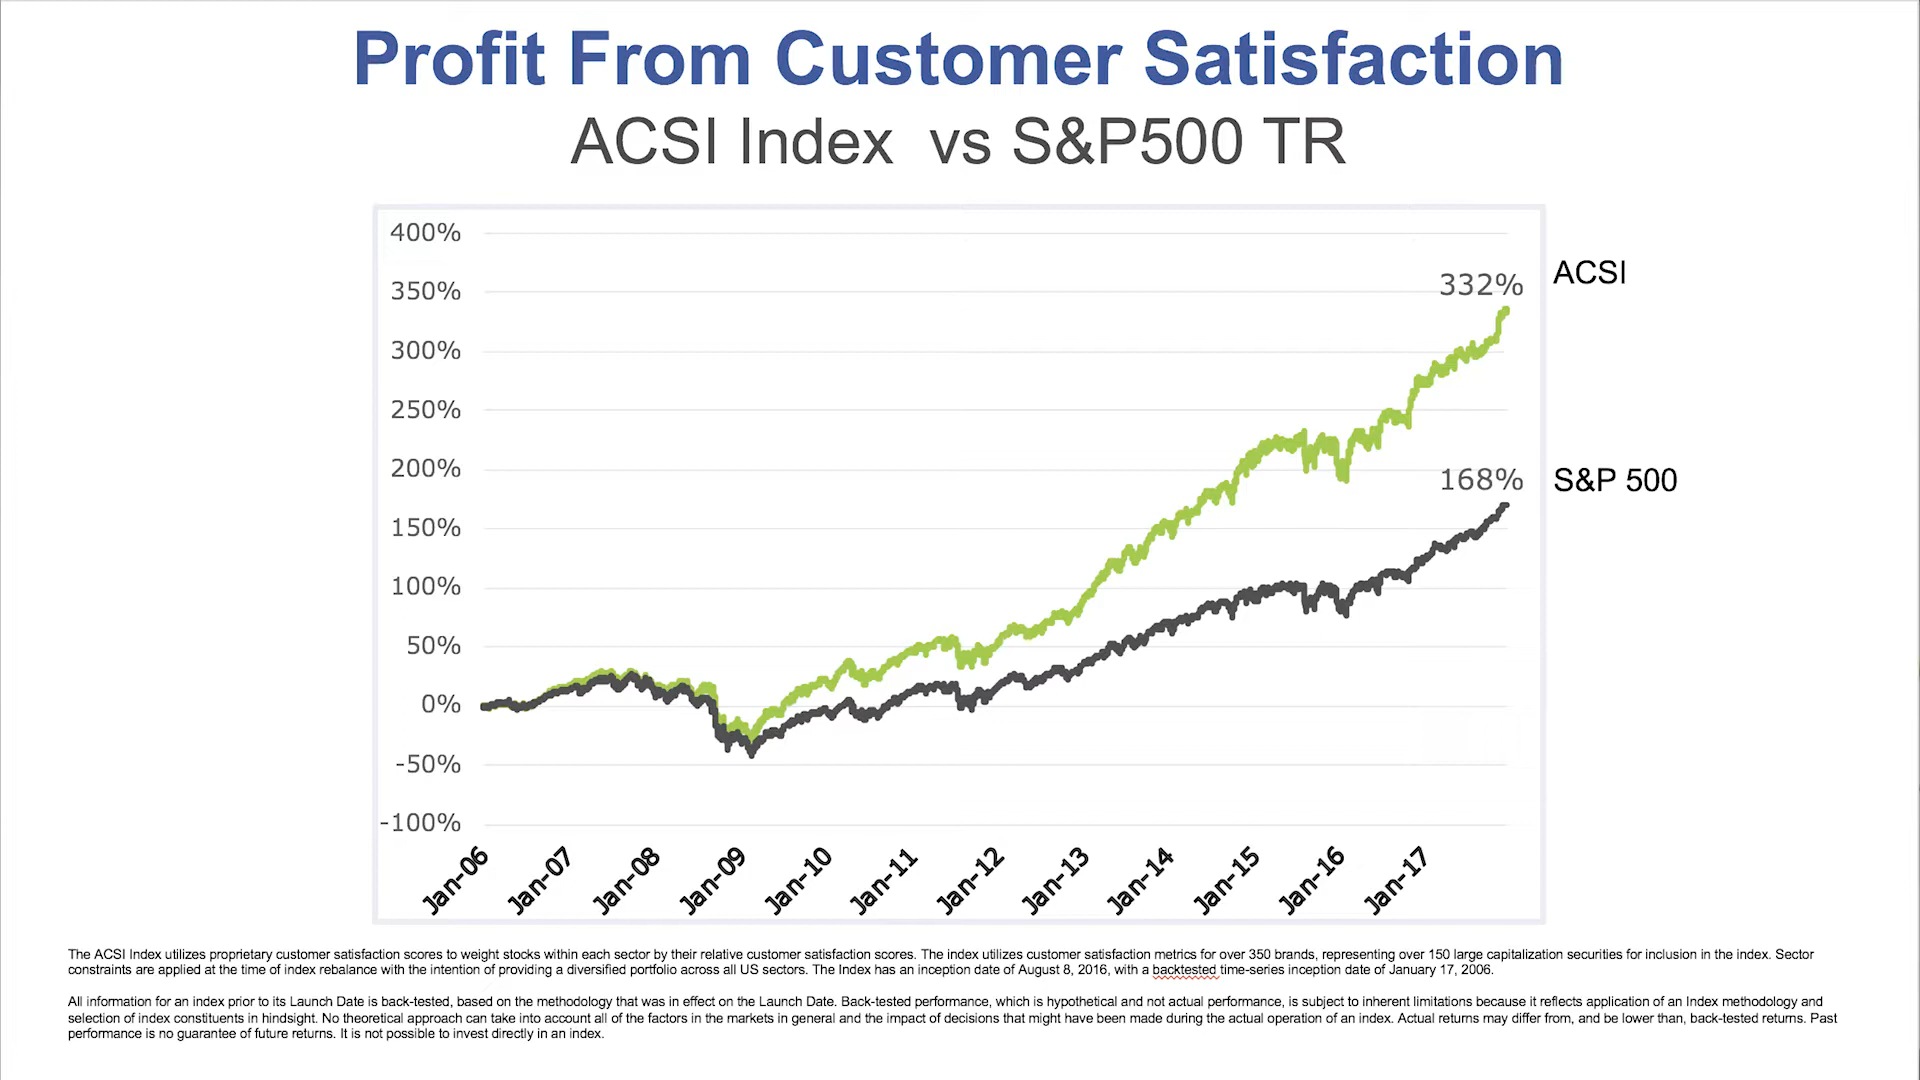 Profit From Customer Satisfaction
ACSI Index vs S&P500 TR
400%
350%
300%
250%
200%
150%
100%
50%
0%
-50%
-100%
332%
ACSI
168%
S&P 500
Jan-06
Jan-07
Jan-08
Jan-09
Jan-10
Jan-11
Jan-12
Jan-13
Jan-14
Jan-15
Jan-16
Jan-17
The ACSI Index utilizes proprietary customer satisfaction scores to weight stocks within each sector by their relative customer satisfaction scores. The index utilizes customer satisfaction metrics for over 350 brands, representing over 150 large capitalization securities for inclusion in the index. Sector
constraints are applied at the time of index rebalance with the intention of providing a diversified portfolio across all US sectors. The Index has an inception date of August 8, 2016, with a backtested time-series inception date of January 17, 2006.
All information for an index prior to its Launch Date is back-tested, based on the methodology that was in effect on the Launch Date. Back-tested performance, which is hypothetical and not actual performance, is subject to inherent limitations because it reflects application of an Index methodology and
selection of index constituents in hindsight. No theoretical approach can take into account all of the factors in the markets in general and the impact of decisions that might have been made during the actual operation of an index. Actual returns may differ from, and be lower than, back-tested returns. Past
performance is no guarantee of future returns. It is not possible to invest directly in an index.